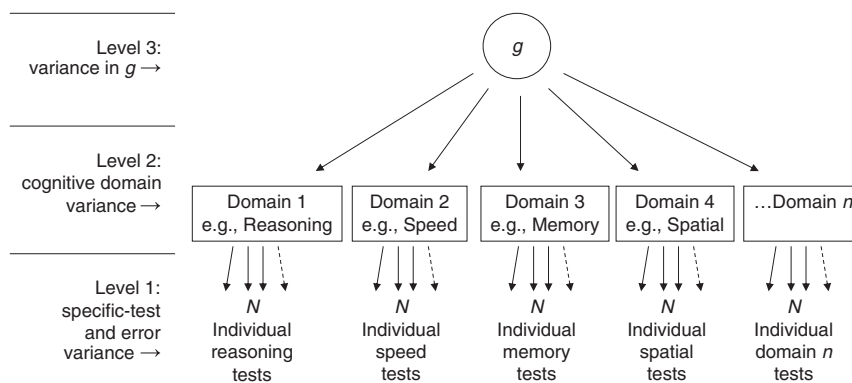 Level 3:
variance in g →
g
Level 2:
cognitive domain
variance →
Domain 1
e.g., Reasoning
Domain 2
e.g., Speed
Domain 3
e.g., Memory
Domain 4
e.g., Spatial
…Domain n
Level 1:
specific-test
and error
variance →
N
Individual
reasoning
tests
N
Individual
speed
tests
N
Individual
memory
tests
N
Individual
spatial
tests
N
Individual
domain n
tests